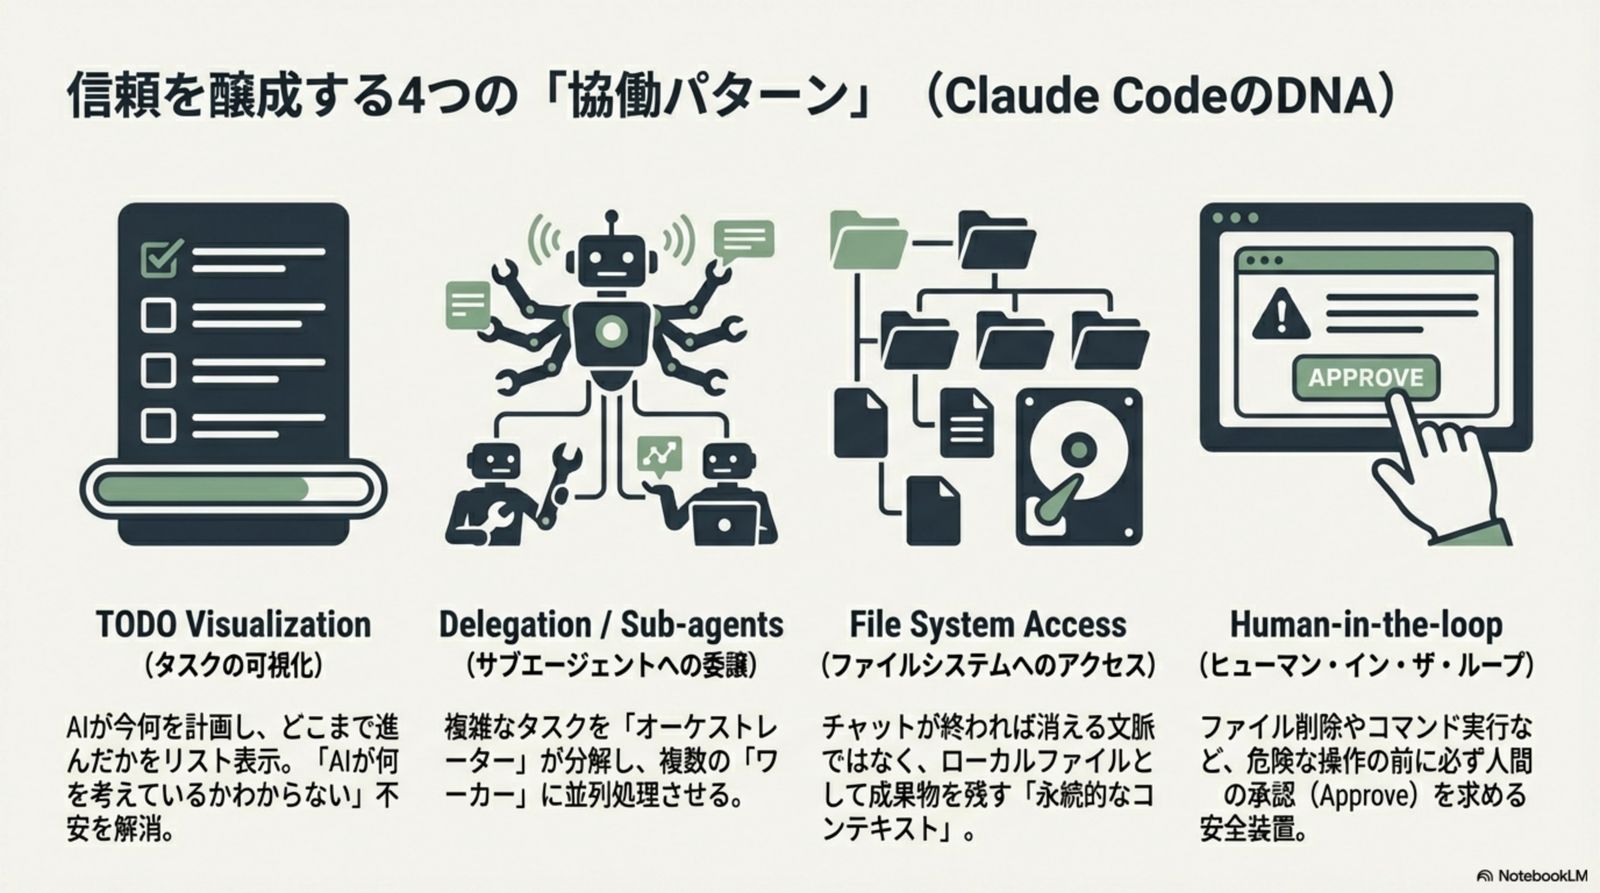 信頼を醸成する4つの「協働パターン」（Claude CodeのDNA）
APPROVE
TODO Visualization
（タスクの可視化）
AIが今何を計画し、どこまで進
んだかをリスト表示。「AIが何
を考えているかわからない」不
安を解消。
Delegation / Sub-agents
（サブエージェントへの委譲）
複雑なタスクを「オーケストレ
ーター」が分解し、複数の「ワ
ーカー」に並列処理させる。
File System Access
（ファイルシステムへのアクセス）
チャットが終われば消える文脈
ではなく、ローカルファイルと
して成果物を残す「永続的なコ
ンテキスト」。
Human-in-the-loop
（ヒューマン・イン・ザ・ループ）
ファイル削除やコマンド実行な
ど、危険な操作の前に必ず人間
の承認（Approve）を求める
安全装置。
NotebookLM